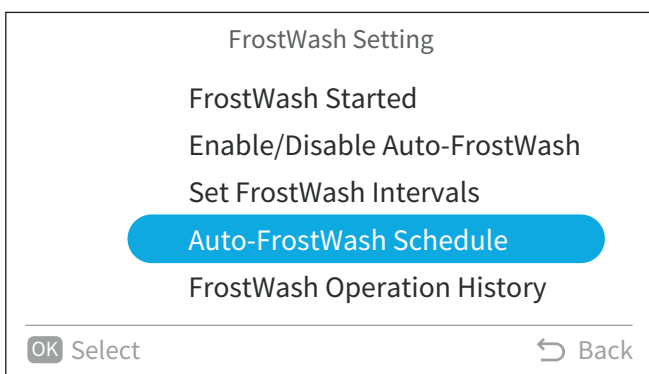 FrostWash Setting
FrostWash Started
Enable/Disable Auto-FrostWash
Set FrostWash Intervals
Auto-FrostWash Schedule
FrostWash Operation History
OK Select
Back